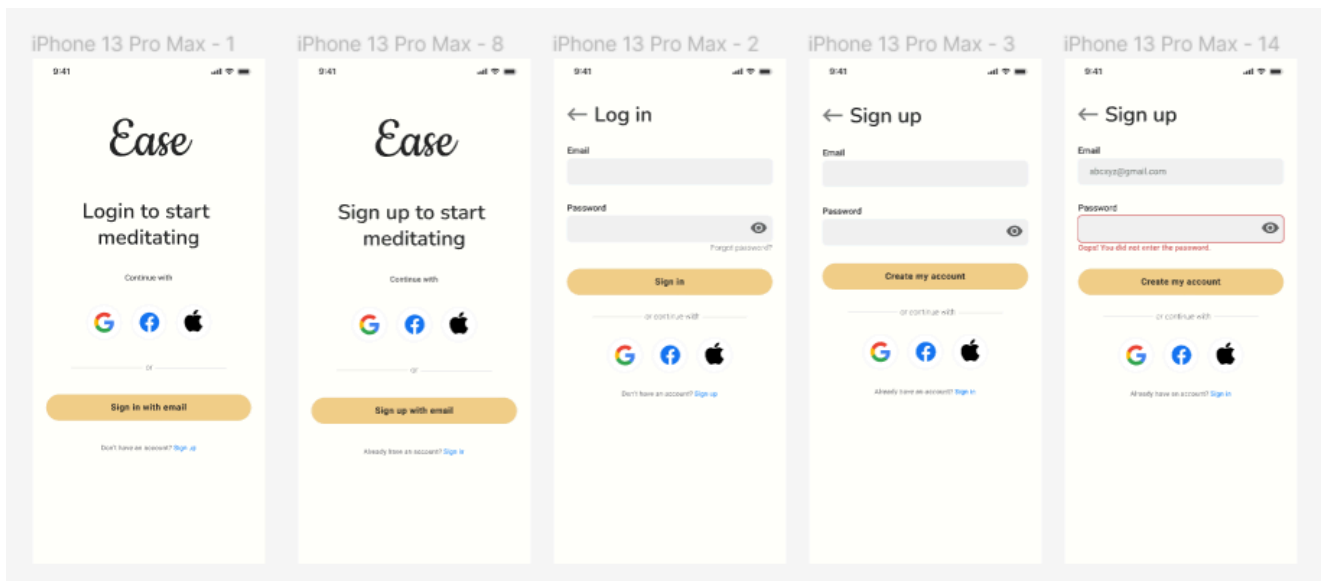 iPhone 13 Pro Max - 1
9:41
Ease
Login to start
meditating
Continue with
or
Sign in with email
Don't have an account? Sign up
iPhone 13 Pro Max - 8
9:41
Ease
Sign up to start
meditating
Continue with
or
Sign up with email
Already have an account? Sign in
iPhone 13 Pro Max - 2
9:41
← Log in
Email
Password
Forgot password?
Sign in
or continue with
Don't have an account? Sign up
iPhone 13 Pro Max - 3
9:41
← Sign up
Email
Password
Create my account
or continue with
Already have an account? Sign in
iPhone 13 Pro Max - 14
9:41
← Sign up
Email
abcxyz@gmail.com
Password
Oops! You did not enter the password.
Create my account
or continue with
Already have an account? Sign in